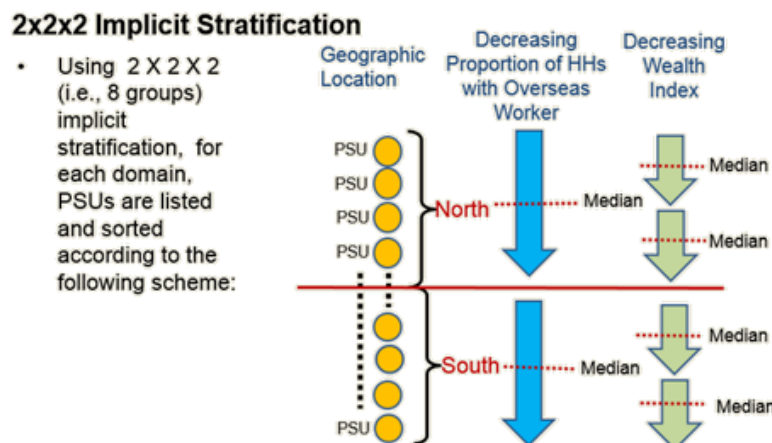 2x2x2 Implicit Stratification
• Using 2 X 2 X 2
(i.e., 8 groups)
implicit
stratification, for
each domain,
PSUs are listed
and sorted
according to the
following scheme:
Geographic
Location
Decreasing
Proportion of HHs
with Overseas
Worker
Decreasing
Wealth
Index
PSU
PSU
PSU
PSU
North
Median
Median
Median
PSU
South
Median
Median
Median